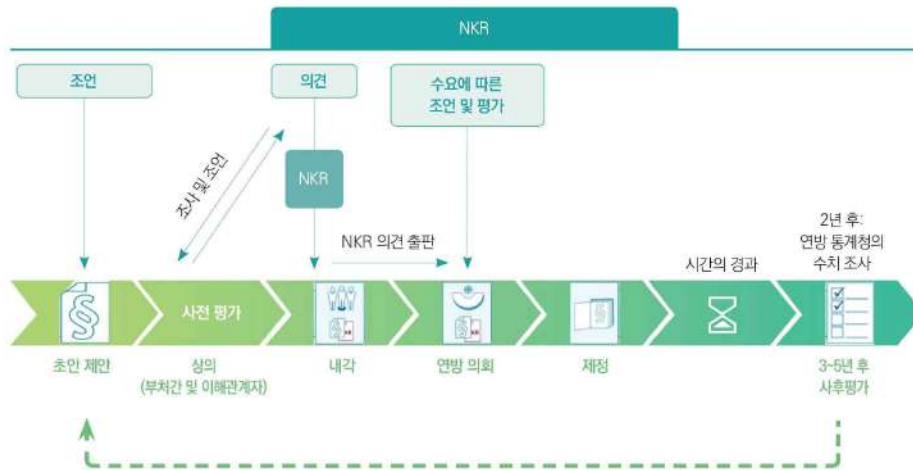 NKR
조언
의견
수요에 따른
조언 및 평가
조사 및 조언
NKR
NKR 의견 출판
시간의 경과
2년 후:
연방 통계청의
수치 조사
사전 평가
초안 제안
상의
(부처간 및 이해관계자)
내각
연방 의회
제정
3~5년 후
사후평가